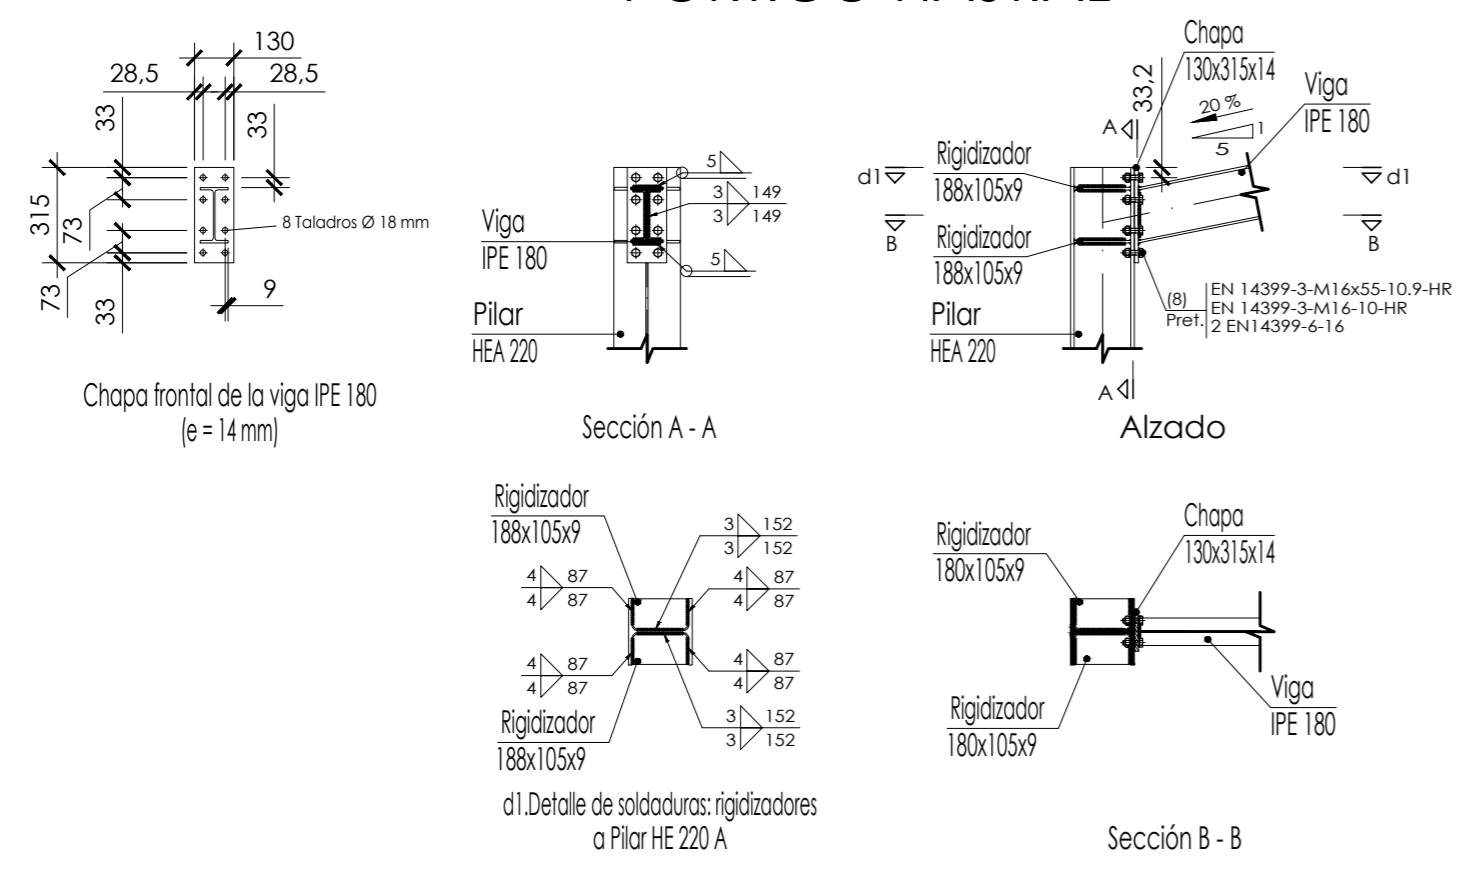 130
28,5
28,5
33
33
315
73
73
33
9
8 Taladros Ø 18 mm
Chapa frontal de la viga IPE 180
(e = 14 mm)
5
3
149
3
149
5
Viga
IPE 180
Pilar
HEA 220
Sección A - A
Chapa
130x315x14
33,2
Viga
IPE 180
20 %
1
5
A
Rigidizador
188x105x9
d1
d1
B
B
Rigidizador
188x105x9
(8)
Pret.
EN 14399-3-M16x55-10.9-HR
EN 14399-3-M16-10-HR
2 EN14399-6-16
Pilar
HEA 220
A
Alzado
Rigidizador
188x105x9
3
152
3
152
4
87
4
87
4
87
4
87
4
87
4
87
4
87
4
87
3
152
3
152
Rigidizador
188x105x9
d1.Detalle de soldaduras: rigidizadores
a Pilar HE 220 A
Chapa
130x315x14
Rigidizador
180x105x9
Rigidizador
180x105x9
Viga
IPE 180
Sección B - B